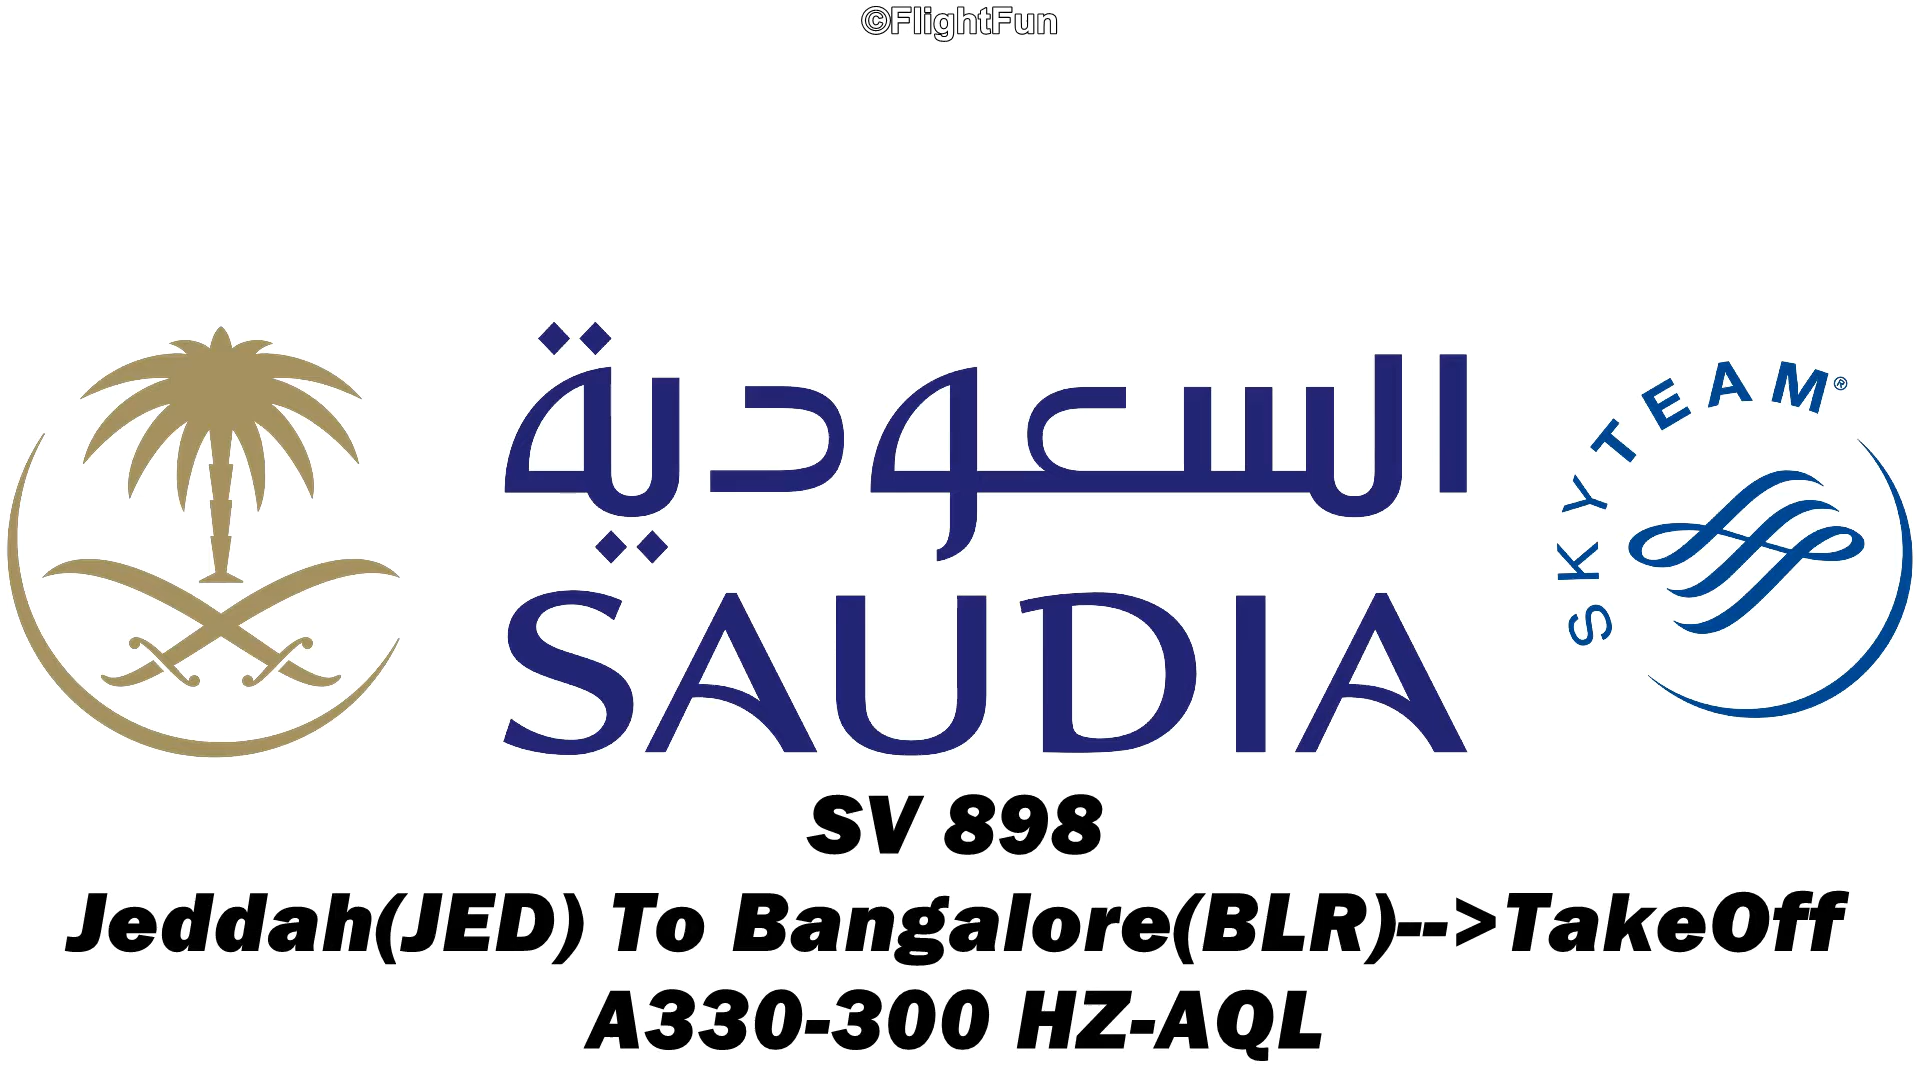 ©FlightFun
السعودية
SAUDIA
SKYTEAM®
SV 898
Jeddah(JED) To Bangalore(BLR)-->TakeOff
A330-300 HZ-AQL